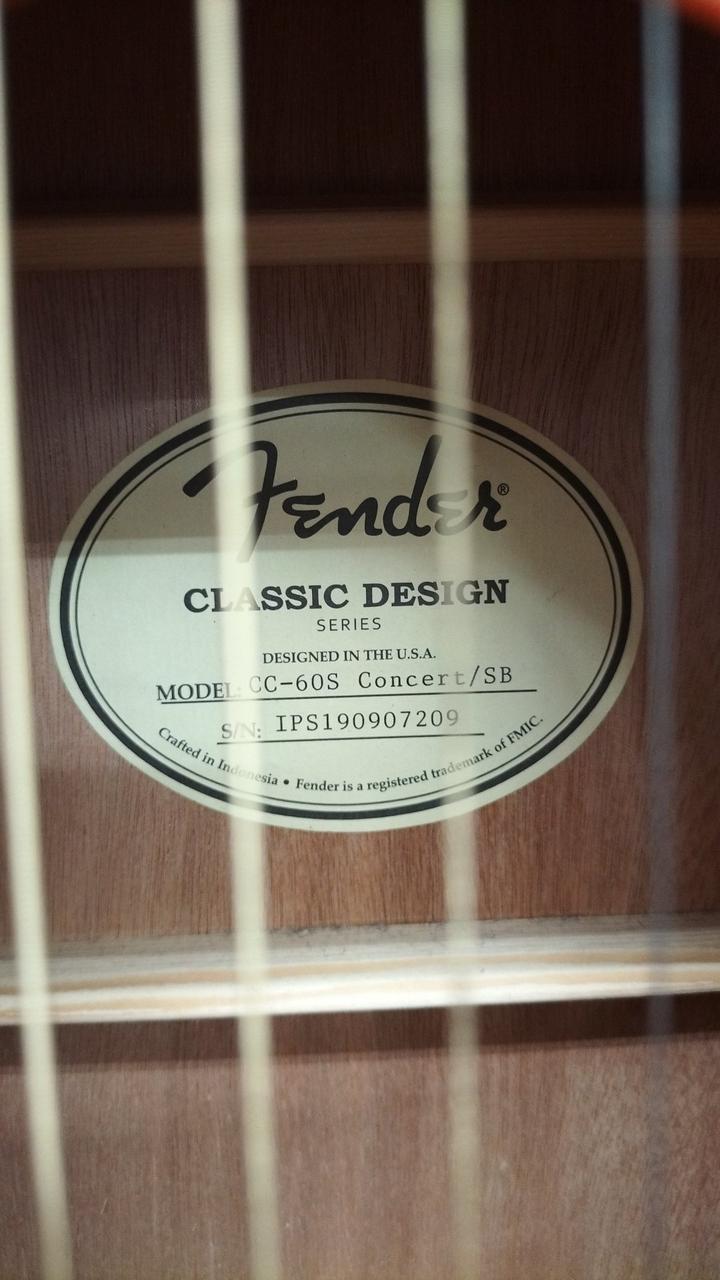 Fender®
CLASSIC DESIGN
SERIES
DESIGNED IN THE U.S.A.
MODEL: CC-60S Concert/SB
S/N: IPS190907209
Crafted in Indonesia • Fender is a registered trademark of FMIC.